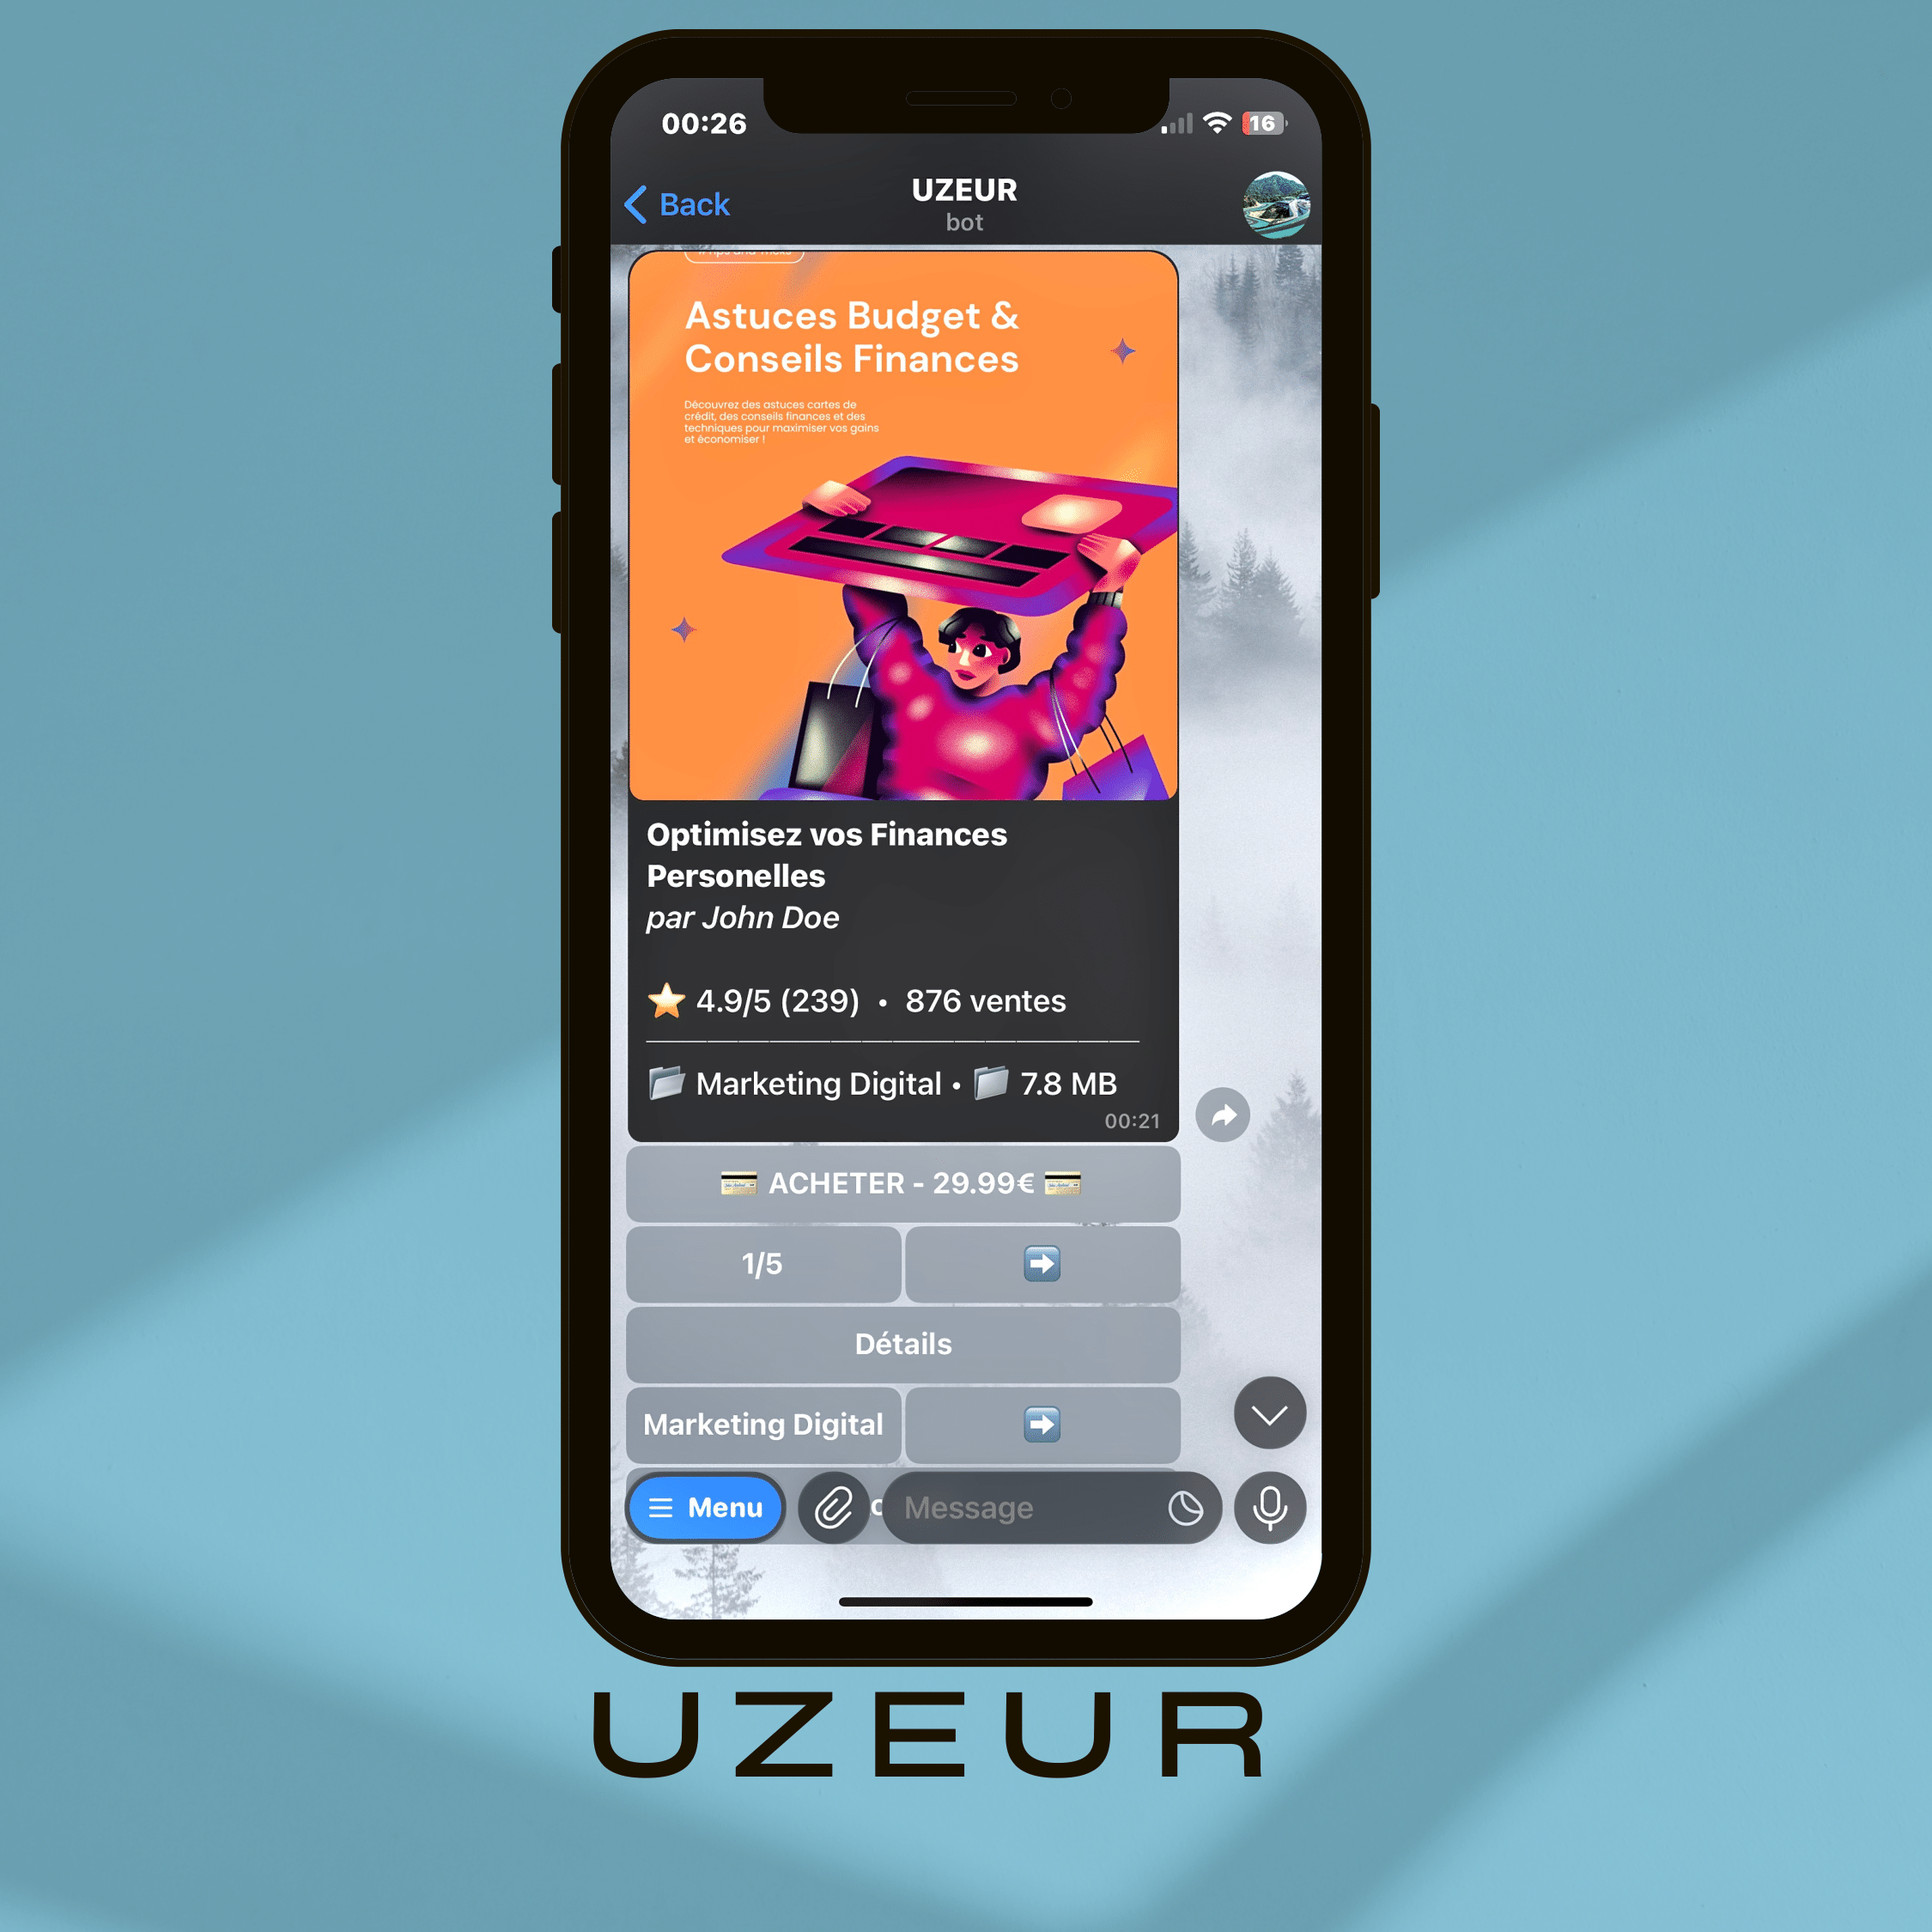 00:26
16
Back
UZEUR
bot
Astuces Budget &
Conseils Finances
Découvrez des astuces cartes de
crédit, des conseils finances et des
techniques pour maximiser vos gains
et économiser !
Optimisez vos Finances
Personelles
par John Doe
4.9/5 (239) • 876 ventes
Marketing Digital • 7.8 MB
00:21
ACHETER - 29.99€
1/5
Détails
Marketing Digital
Menu
Message
UZEUR